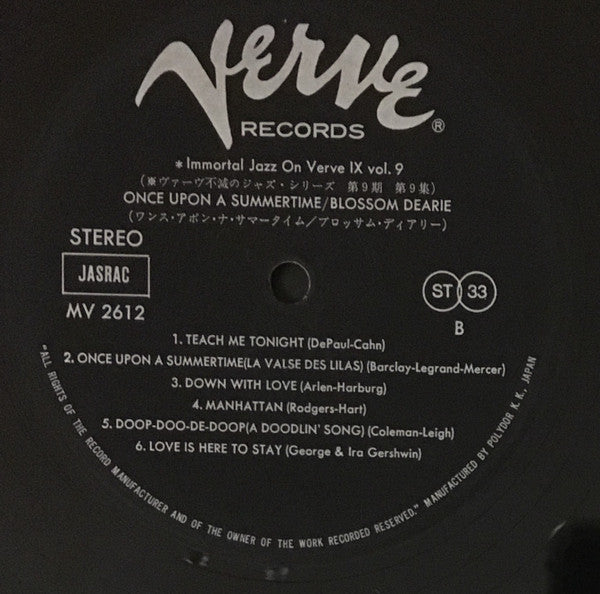 Verve
RECORDS ®
*Immortal Jazz On Verve IX vol. 9
(※ヴァーヴ不滅のジャズ・シリーズ 第9期 第9集)
ONCE UPON A SUMMERTIME/BLOSSOM DEARIE
(ワンス・アポン・ナ・サマータイム／ブロッサム・ディアリー)
STEREO
JASRAC
MV 2612
ST 33
B
1. TEACH ME TONIGHT (DePaul-Cahn)
2. ONCE UPON A SUMMERTIME(LA VALSE DES LILAS) (Barclay-Legrand-Mercer)
3. DOWN WITH LOVE (Arlen-Harburg)
4. MANHATTAN (Rodgers-Hart)
5. DOOP-DOO-DE-DOOP(A DOODLIN' SONG) (Coleman-Leigh)
6. LOVE IS HERE TO STAY (George & Ira Gershwin)
"ALL RIGHTS OF THE RECORD MANUFACTURER AND OF THE OWNER OF THE WORK RECORDED RESERVED." MANUFACTURED BY POLYDOR K. K., JAPAN